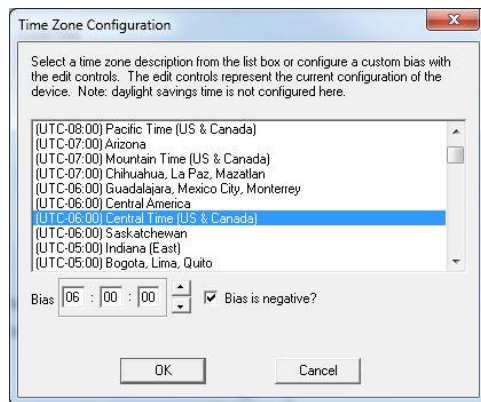 Time Zone Configuration
Select a time zone description from the list box or configure a custom bias with
the edit controls. The edit controls represent the current configuration of the
device. Note: daylight savings time is not configured here.
(UTC-08:00) Pacific Time (US & Canada)
(UTC-07:00) Arizona
(UTC-07:00) Mountain Time (US & Canada)
(UTC-07:00) Chihuahua, La Paz, Mazatlan
(UTC-06:00) Guadalajara, Mexico City, Monterrey
(UTC-06:00) Central America
(UTC-06:00) Central Time (US & Canada)
(UTC-06:00) Saskatchewan
(UTC-05:00) Indiana (East)
(UTC-05:00) Bogota, Lima, Quito
Bias 06 : 00 : 00 Bias is negative?
OK Cancel